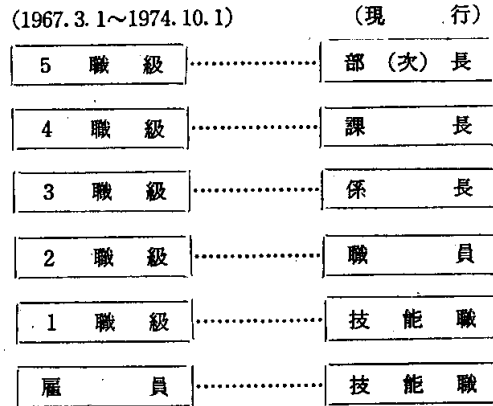 (1967.3.1~1974.10.1) (現行)
5職級 部(次)長
4職級 課長
3職級 係長
2職級 職員
1職級 技能職
雇員 技能職